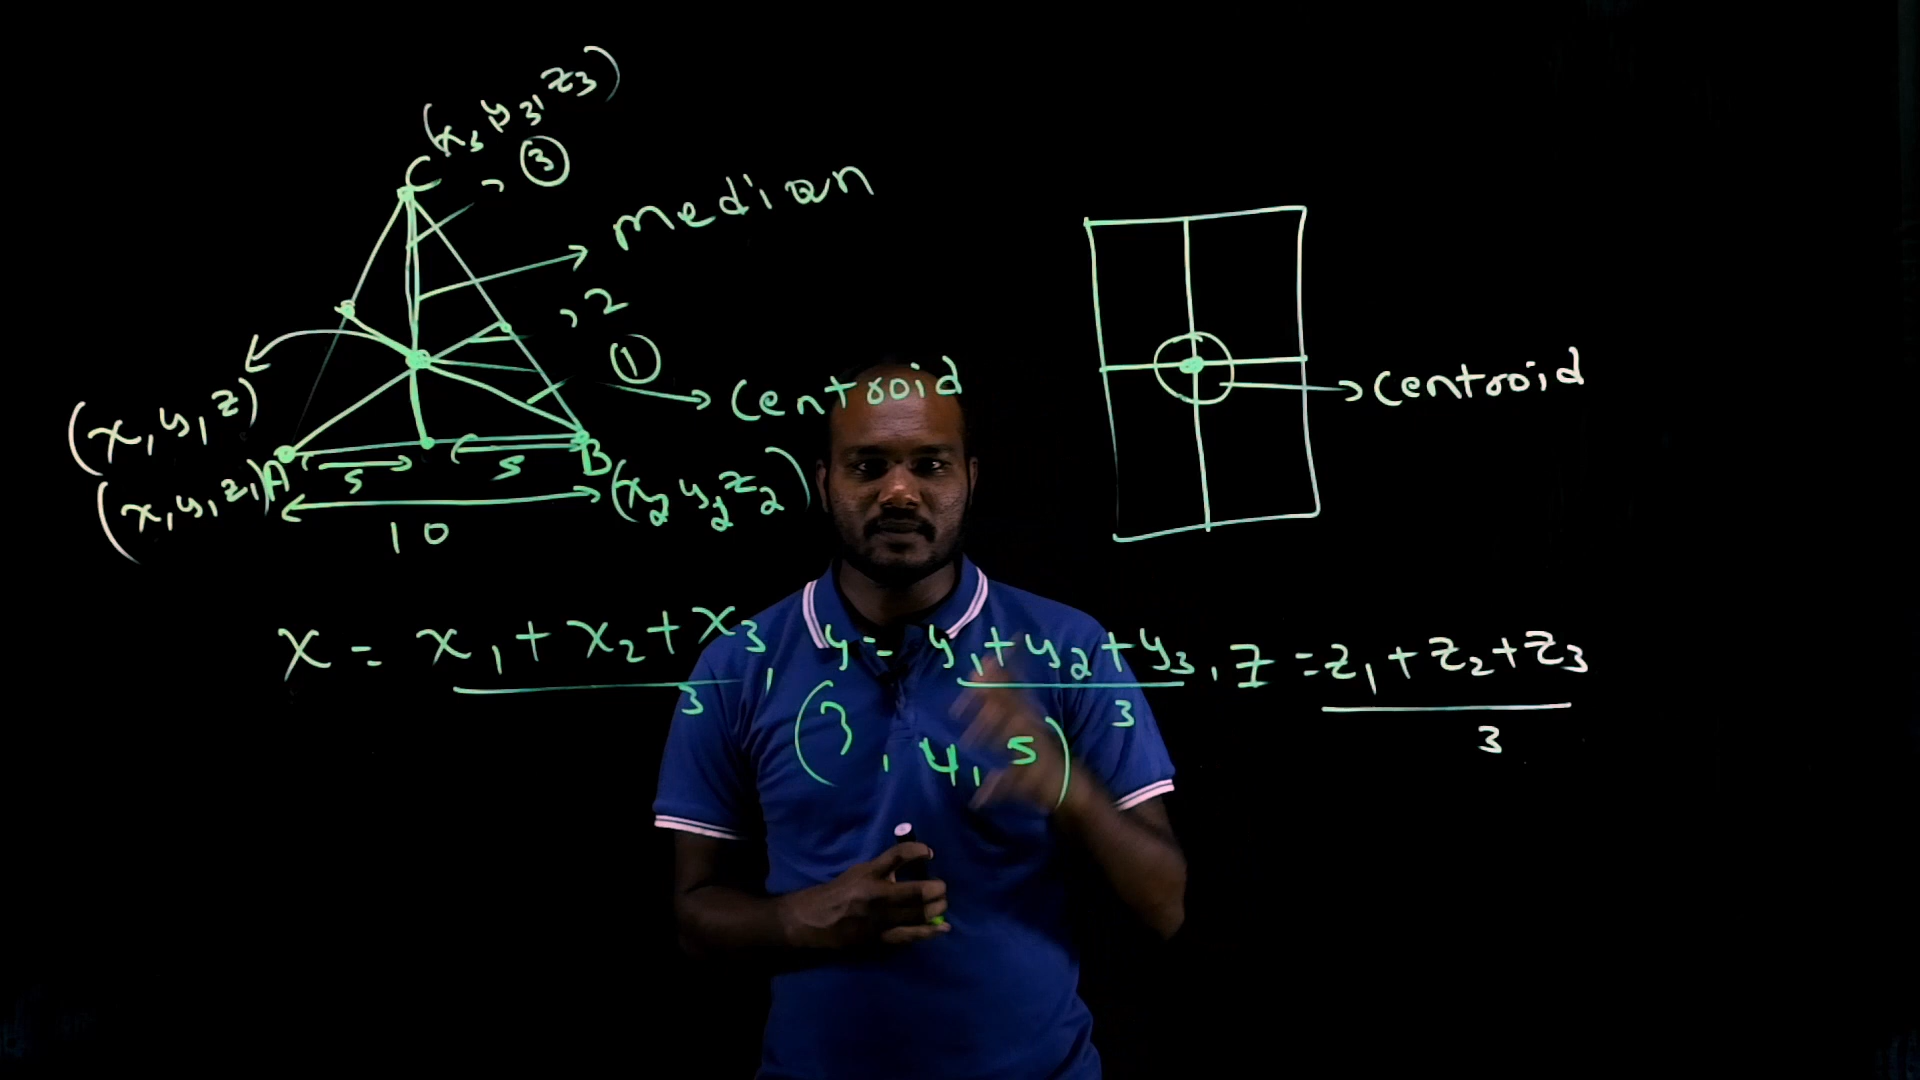 (x3, y3, z3)
C
3
median
2
1
centroid
(x, y, z)
A
(x1 y1 z1)
5
5
B
(x2 y2 z2)
10
centroid
x = x1 + x2 + x3 / 3, y = y1 + y2 + y3 / 3, z = z1 + z2 + z3 / 3
(3, 4, 5)